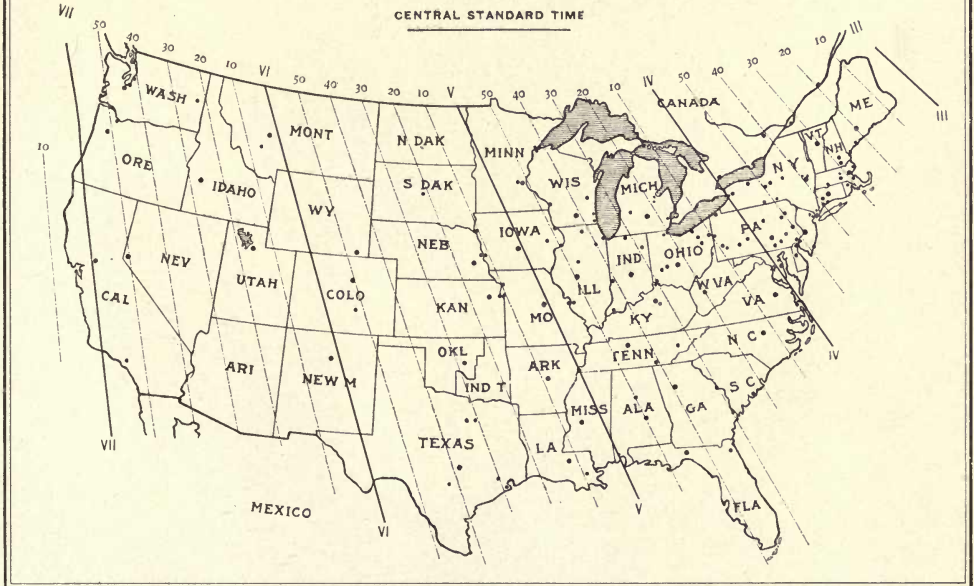 CENTRAL STANDARD TIME
VII
50
40
30
20
10
VI
50
40
30
20
10
V
50
40
30
20
10
IV
50
40
30
20
10
III
III
10
WASH
MONT
N DAK
MINN
CANADA
ME
VT
NH
ORE
IDAHO
S DAK
WIS
MICH
N Y
WY
IOWA
NEB
PA
NEV
UTAH
COLO
ILL
IND
OHIO
W VA
VA
CAL
KAN
MO
KY
N C
ARI
NEW M
OKL
IND T
ARK
TENN
S C
MISS
ALA
GA
TEXAS
LA
FLA
MEXICO
VII
VI
V
IV